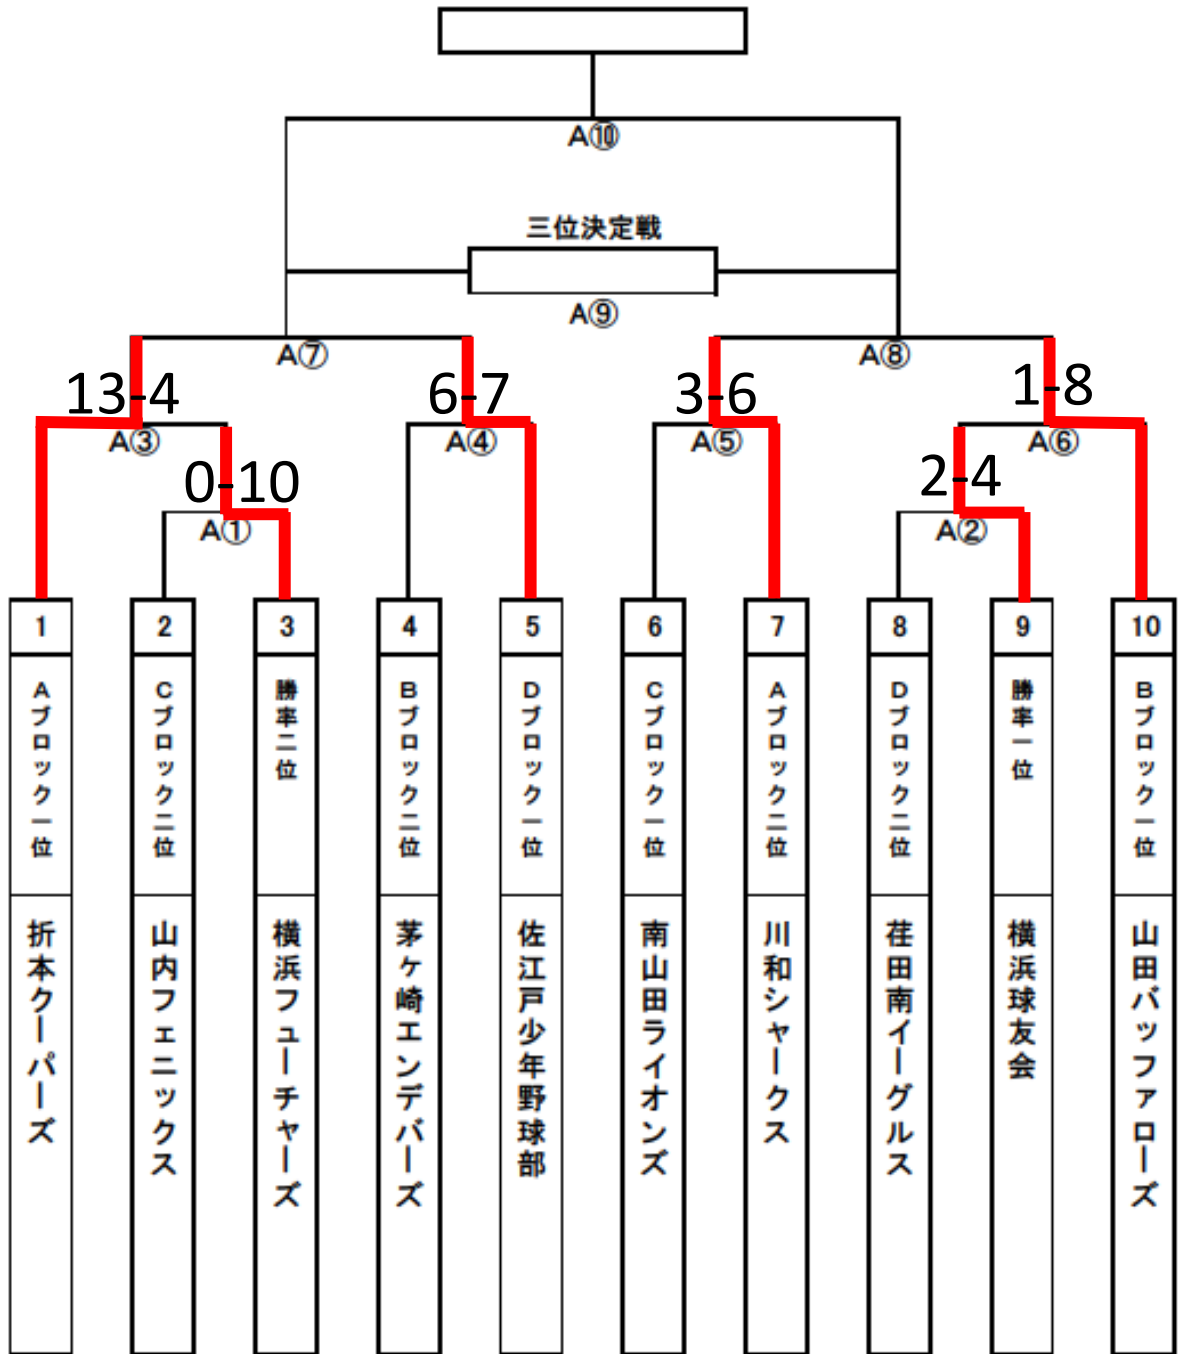 A⑩
三位決定戦
A⑨
A⑦
A⑧
13-4
6-7
3-6
1-8
A③
A④
A⑤
A⑥
0-10
2-4
A①
A②
1
2
3
4
5
6
7
8
9
10
Aブロック一位
Cブロック二位
勝率二位
Bブロック二位
Dブロック一位
Cブロック一位
Aブロック二位
Dブロック二位
勝率一位
Bブロック一位
折本クーパーズ
山内フェニックス
横浜フューチャーズ
茅ヶ崎エンデバーズ
佐江戸少年野球部
南山田ライオンズ
川和シャークス
荏田南イーグルス
横浜球友会
山田バッファローズ